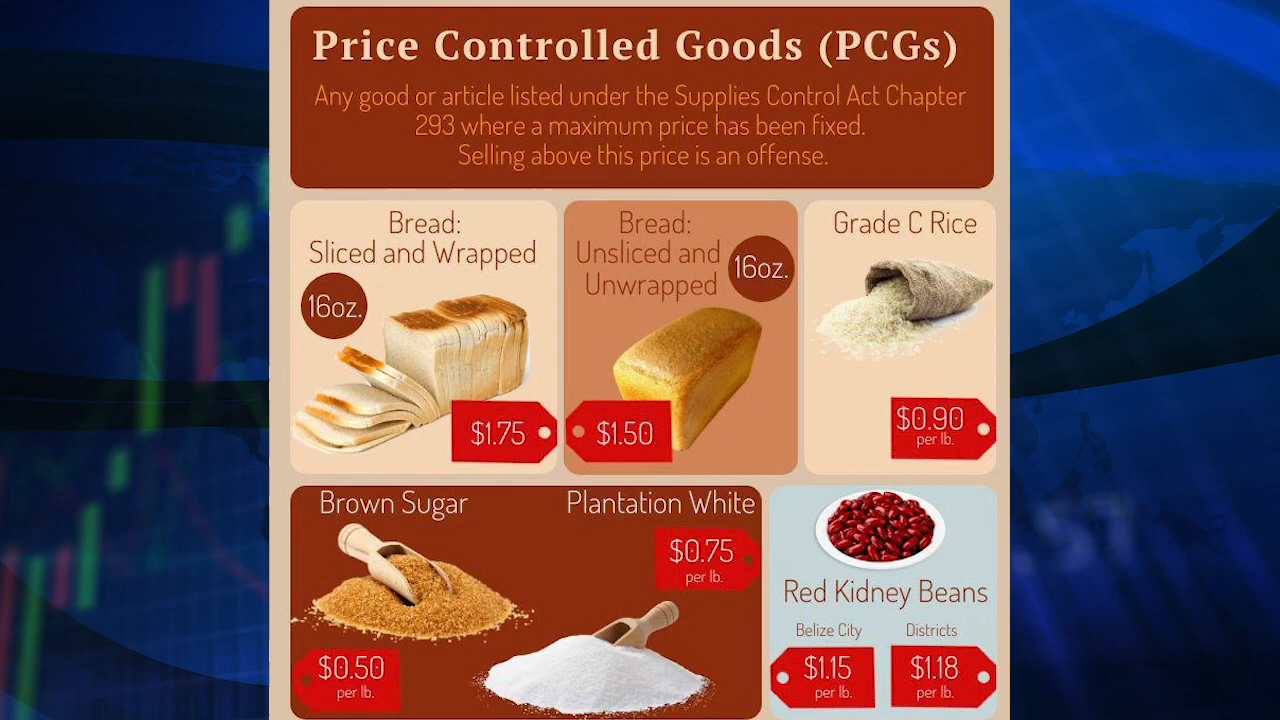 Price Controlled Goods (PCGs)
Any good or article listed under the Supplies Control Act Chapter
293 where a maximum price has been fixed.
Selling above this price is an offense.
Bread:
Sliced and Wrapped
16oz.
$1.75
Bread:
Unsliced and
Unwrapped
16oz.
$1.50
Grade C Rice
$0.90
per lb.
Brown Sugar
$0.50
per lb.
Plantation White
$0.75
per lb.
Red Kidney Beans
Belize City
$1.15
per lb.
Districts
$1.18
per lb.